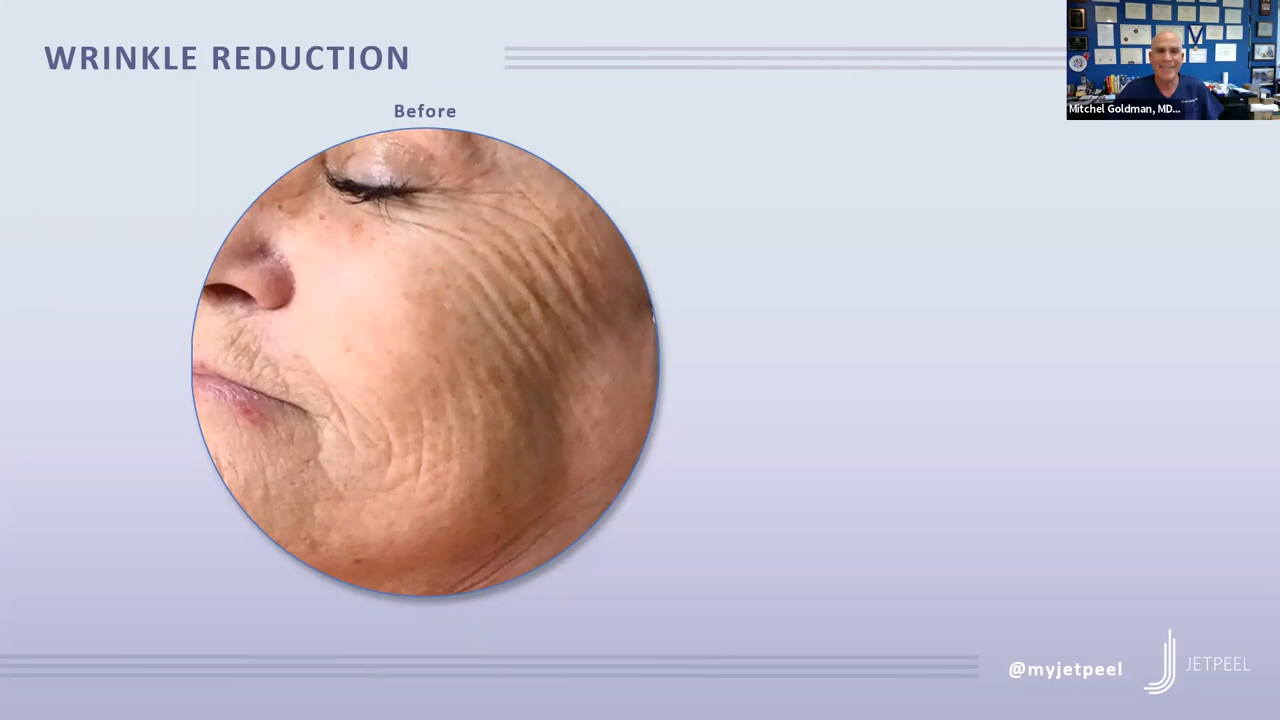 WRINKLE REDUCTION
Mitchel Goldman, MD...
Before
@myjetpeel
JETPEEL